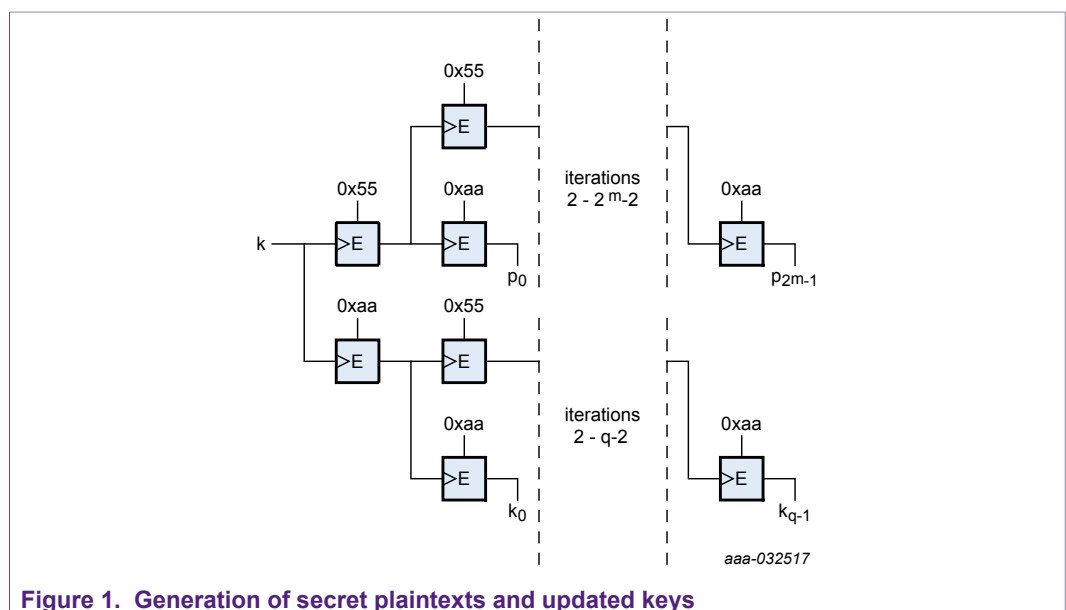 0x55
0x55
0xaa
iterations
2 - 2m-2
0xaa
k
E
E
E
E
p0
p2m-1
0xaa
0x55
E
E
iterations
2 - q-2
0xaa
0xaa
E
E
k0
kq-1
aaa-032517
Figure 1. Generation of secret plaintexts and updated keys